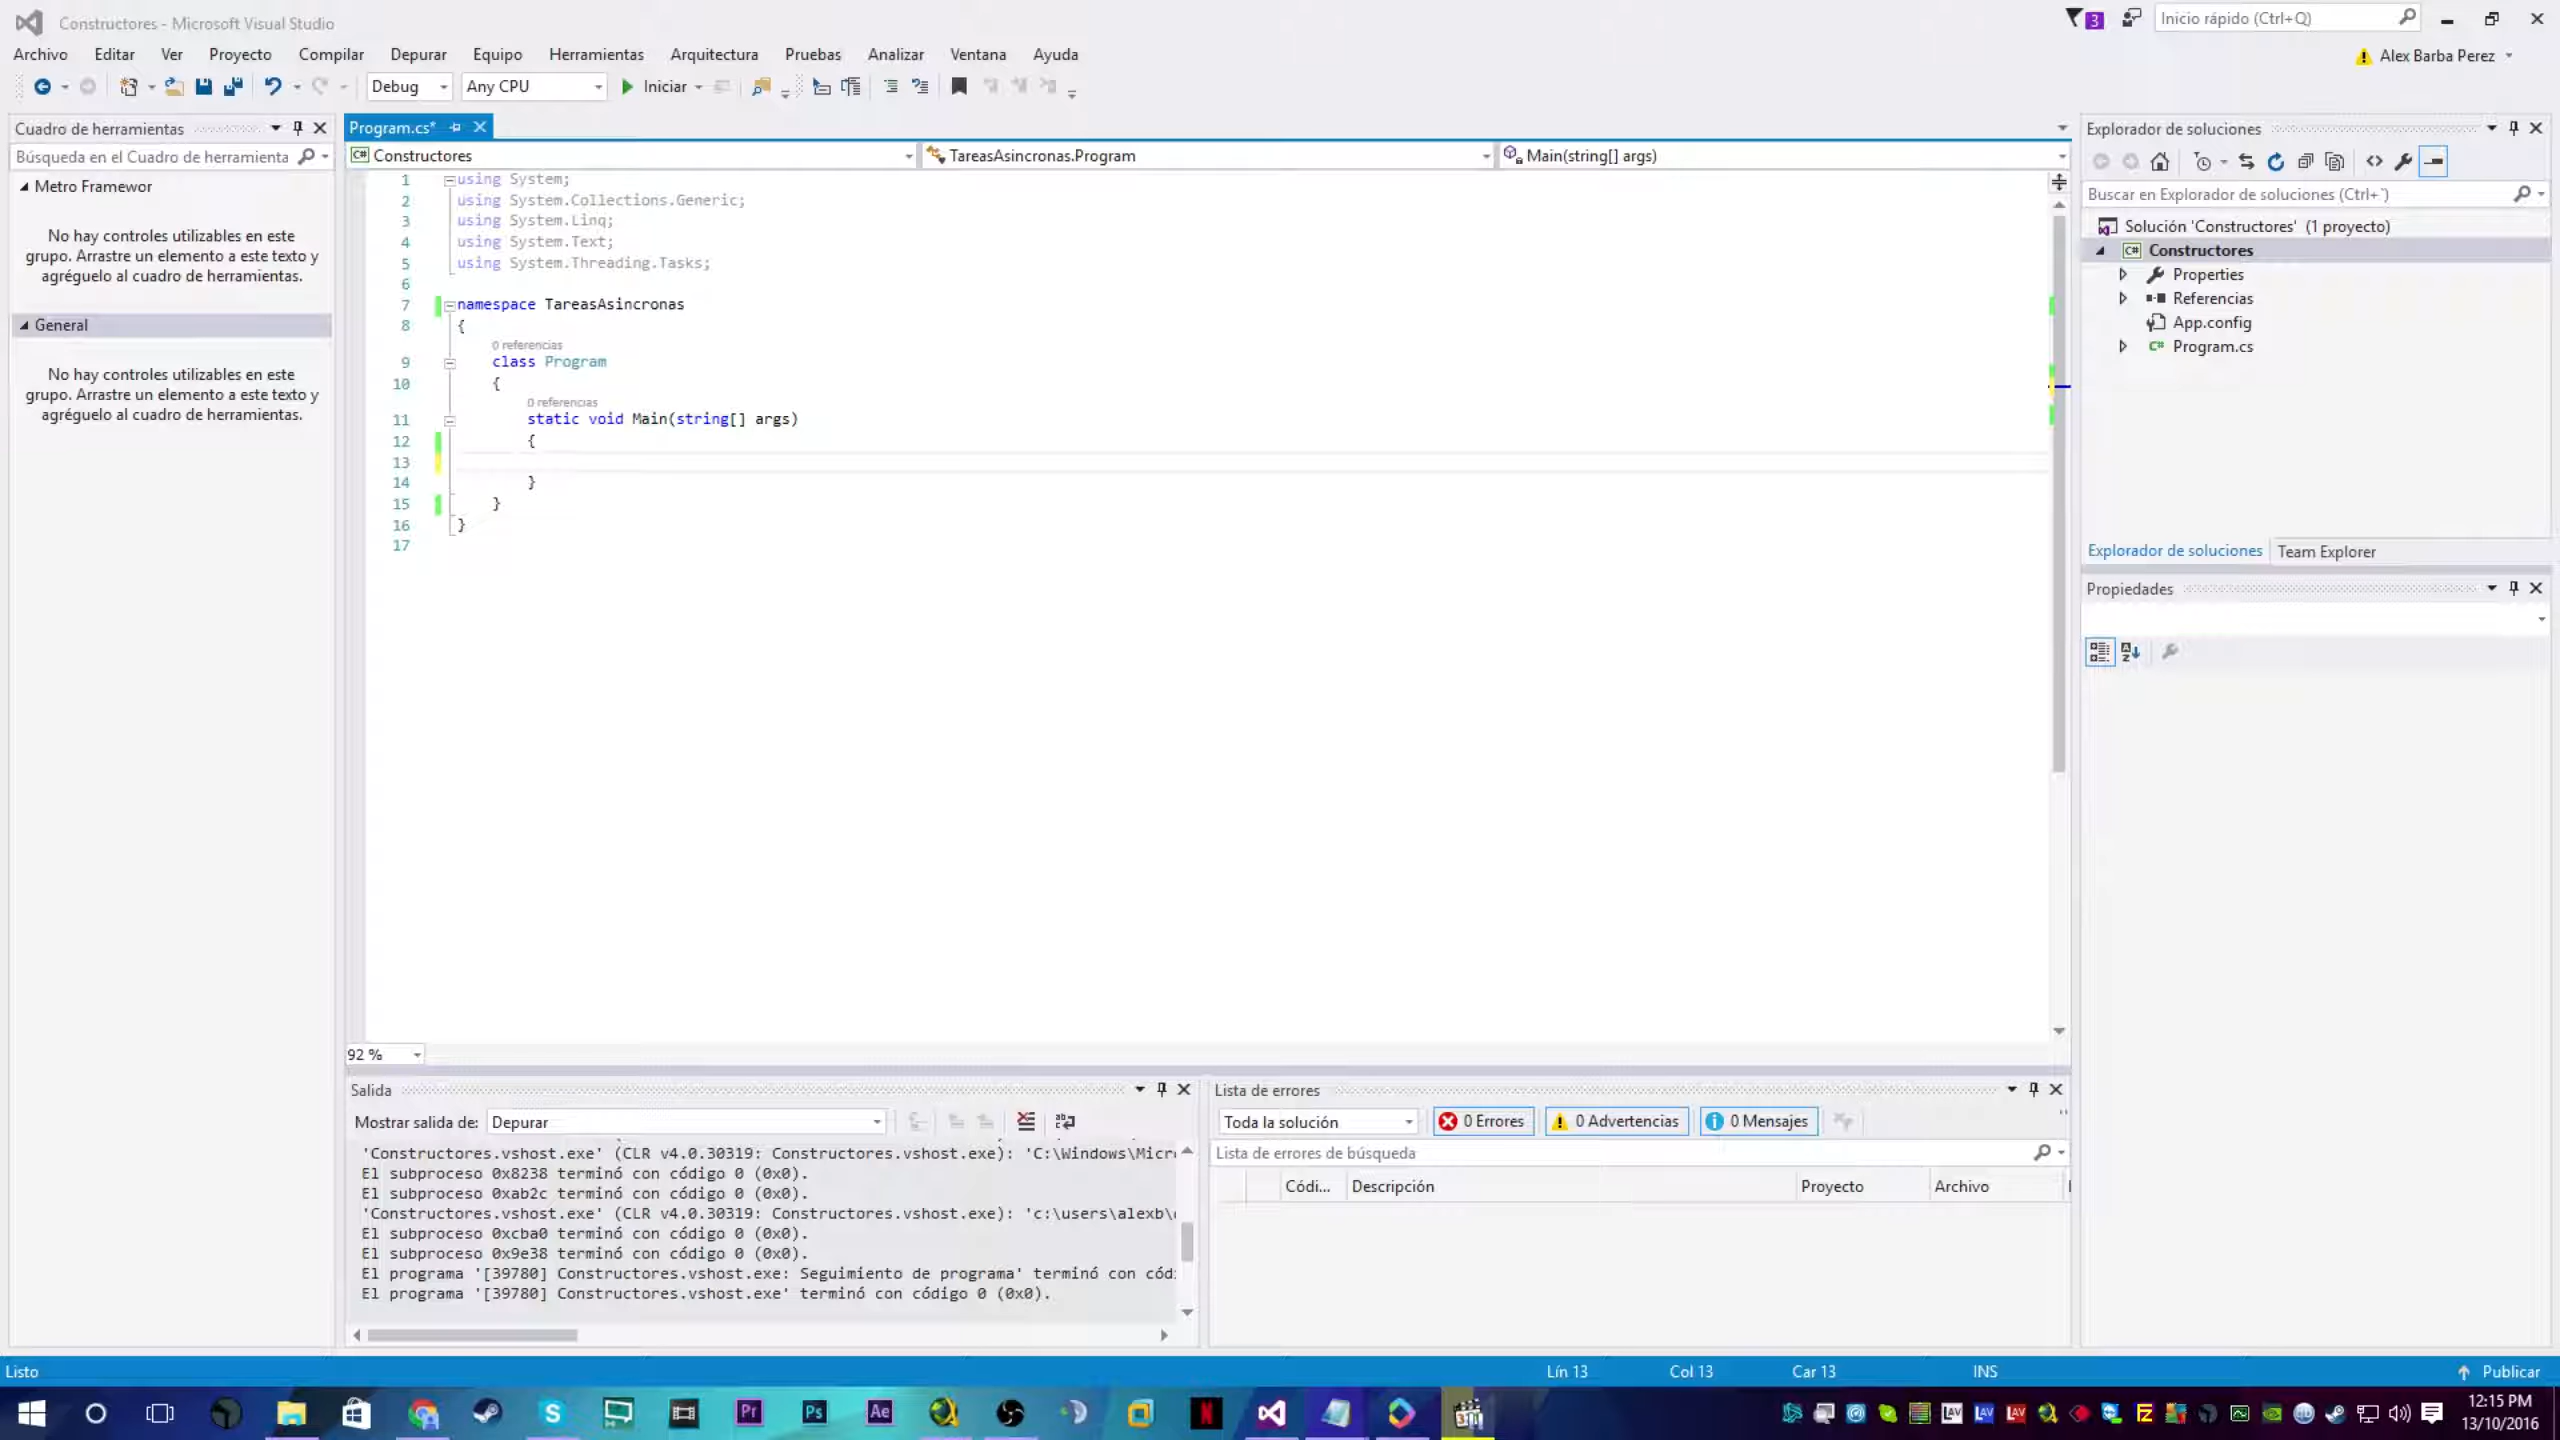 Constructores - Microsoft Visual Studio
3
Inicio rápido (Ctrl+Q)
Archivo Editar Ver Proyecto Compilar Depurar Equipo Herramientas Arquitectura Pruebas Analizar Ventana Ayuda
Alex Barba Perez
Debug Any CPU Iniciar
Cuadro de herramientas
Búsqueda en el Cuadro de herramienta
Metro Framewor
No hay controles utilizables en este
grupo. Arrastre un elemento a este texto y
agréguelo al cuadro de herramientas.
General
No hay controles utilizables en este
grupo. Arrastre un elemento a este texto y
agréguelo al cuadro de herramientas.
Program.cs*
Constructores TareasAsincronas.Program Main(string[] args)
1 using System;
2 using System.Collections.Generic;
3 using System.Linq;
4 using System.Text;
5 using System.Threading.Tasks;
6
7 namespace TareasAsincronas
8 {
0 referencias
9 class Program
10 {
0 referencias
11 static void Main(string[] args)
12 {
13
14 }
15 }
16 }
17
92 %
Explorador de soluciones
Buscar en Explorador de soluciones (Ctrl+`)
Solución 'Constructores' (1 proyecto)
Constructores
Properties
Referencias
App.config
Program.cs
Explorador de soluciones Team Explorer
Propiedades
Salida
Mostrar salida de: Depurar
'Constructores.vshost.exe' (CLR v4.0.30319: Constructores.vshost.exe): 'C:\Windows\Micr
El subproceso 0x8238 terminó con código 0 (0x0).
El subproceso 0xab2c terminó con código 0 (0x0).
'Constructores.vshost.exe' (CLR v4.0.30319: Constructores.vshost.exe): 'c:\users\alexb\
El subproceso 0xcba0 terminó con código 0 (0x0).
El subproceso 0x9e38 terminó con código 0 (0x0).
El programa '[39780] Constructores.vshost.exe: Seguimiento de programa' terminó con códi
El programa '[39780] Constructores.vshost.exe' terminó con código 0 (0x0).
Lista de errores
Toda la solución 0 Errores 0 Advertencias 0 Mensajes
Lista de errores de búsqueda
Códi... Descripción Proyecto Archivo
Listo Lín 13 Col 13 Car 13 INS Publicar
Pr Ps Ae
12:15 PM
13/10/2016